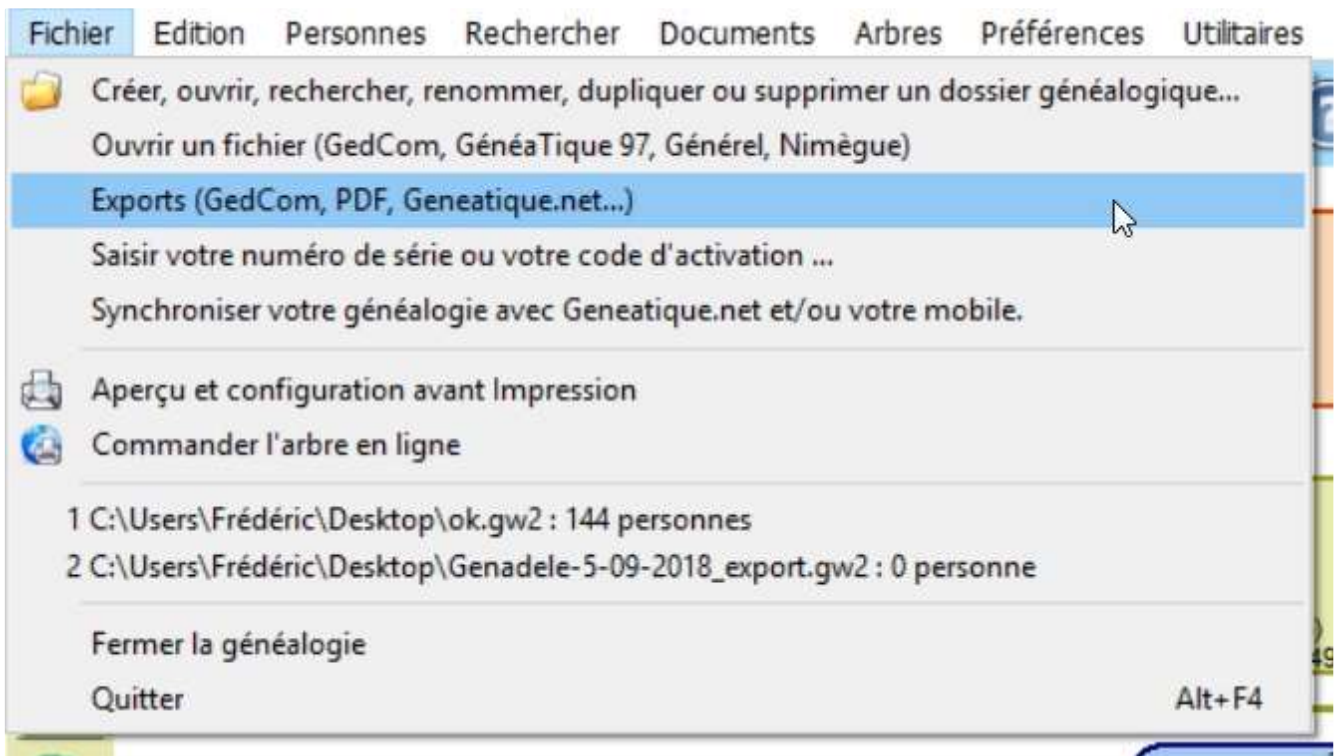 Fichier Edition Personnes Rechercher Documents Arbres Préférences Utilitaires
Créer, ouvrir, rechercher, renommer, dupliquer ou supprimer un dossier généalogique...
Ouvrir un fichier (GedCom, GénéaTique 97, Générel, Nimègue)
Exports (GedCom, PDF, Geneatique.net...)
Saisir votre numéro de série ou votre code d'activation ...
Synchroniser votre généalogie avec Geneatique.net et/ou votre mobile.
Aperçu et configuration avant Impression
Commander l'arbre en ligne
1 C:\Users\Frédéric\Desktop\ok.gw2 : 144 personnes
2 C:\Users\Frédéric\Desktop\Genadele-5-09-2018_export.gw2 : 0 personne
Fermer la généalogie
Quitter Alt+F4